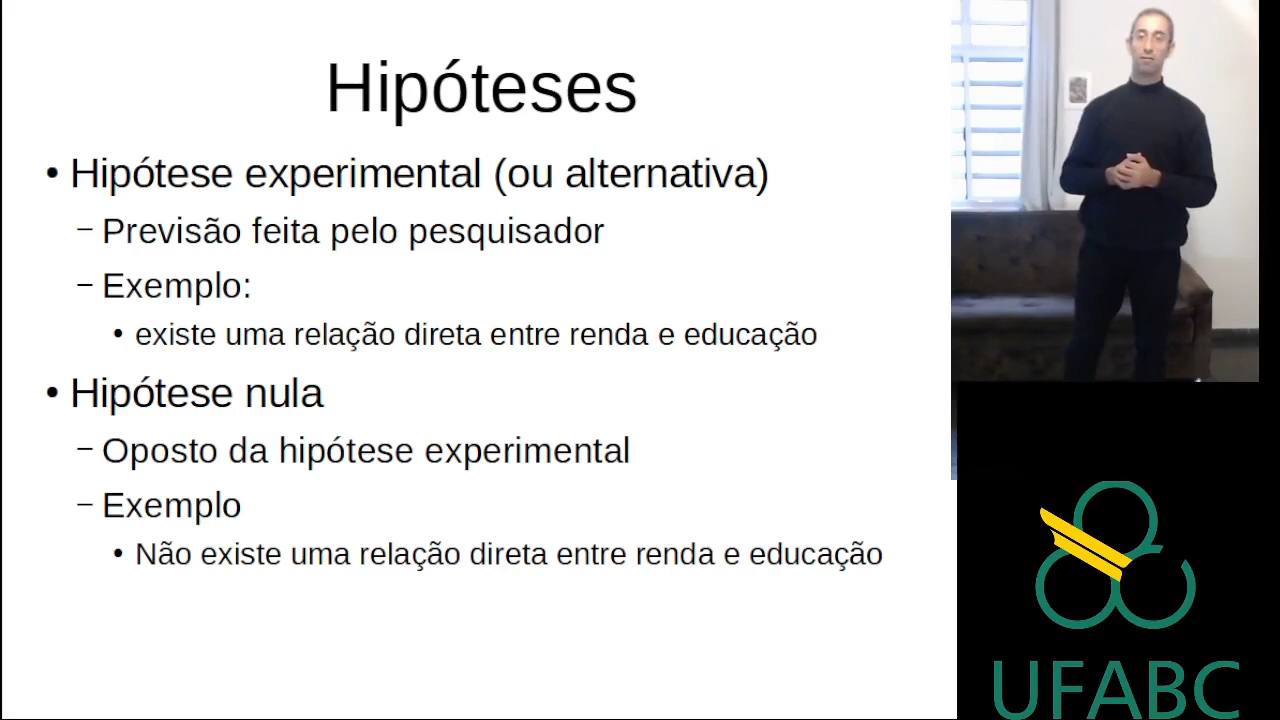 Hipóteses
• Hipótese experimental (ou alternativa)
– Previsão feita pelo pesquisador
– Exemplo:
• existe uma relação direta entre renda e educação
• Hipótese nula
– Oposto da hipótese experimental
– Exemplo
• Não existe uma relação direta entre renda e educação
UFABC